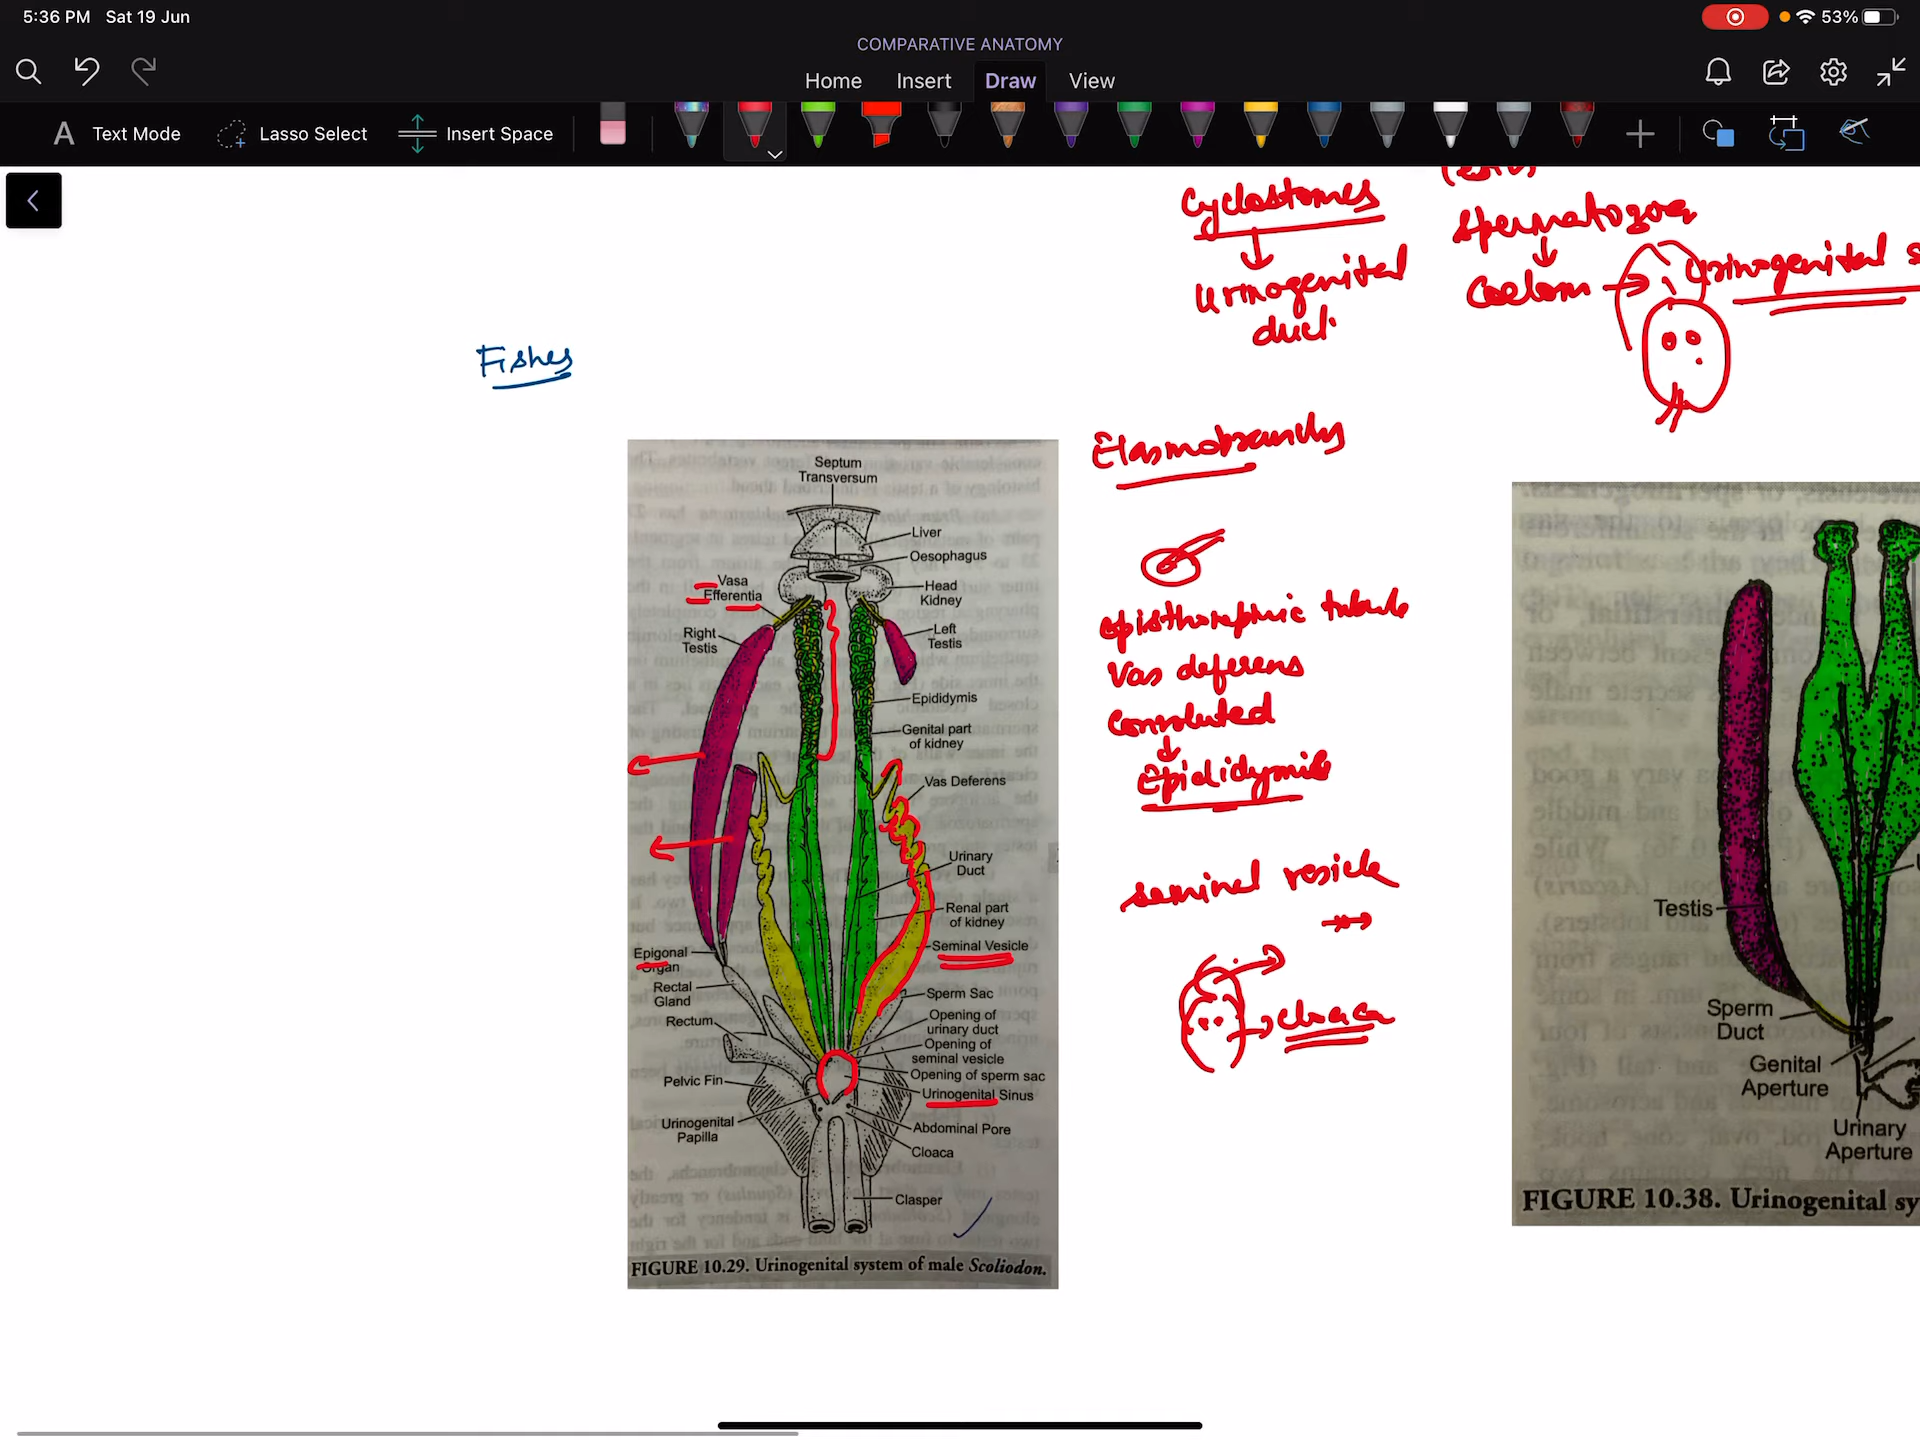 5:36 PM Sat 19 Jun
53%
COMPARATIVE ANATOMY
Home Insert Draw View
Text Mode Lasso Select Insert Space
Cyclostomes
Urinogenital
duct
Spermatozoa
Coelom
Urinogenital s
Fishes
Elasmobranchs
Septum
Transversum
Liver
Oesophagus
Head
Kidney
Vasa
Efferentia
Right
Testis
Left
Testis
Epididymis
Genital part
of kidney
Vas Deferens
Urinary
Duct
Renal part
of kidney
Seminal Vesicle
Epigonal
Organ
Rectal
Gland
Rectum
Sperm Sac
Opening of
urinary duct
Opening of
seminal vesicle
Opening of sperm sac
Urinogenital Sinus
Pelvic Fin
Urinogenital
Papilla
Abdominal Pore
Cloaca
Clasper
FIGURE 10.29. Urinogenital system of male Scoliodon.
Vas deferens
Convoluted
Epididymis
Seminal vesicle
cloaca
Testis
Sperm
Duct
Genital
Aperture
Urinary
Aperture
FIGURE 10.38. Urinogenital sy